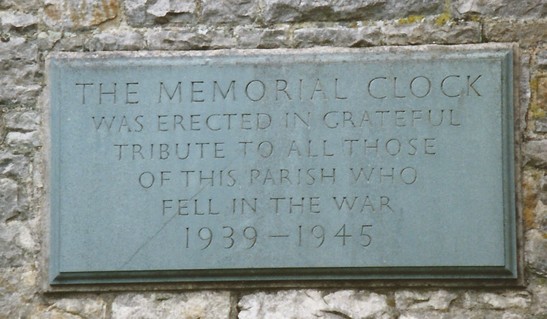 THE MEMORIAL CLOCK
WAS ERECTED IN GRATEFUL
TRIBUTE TO ALL THOSE
OF THIS PARISH WHO
FELL IN THE WAR
1939-1945